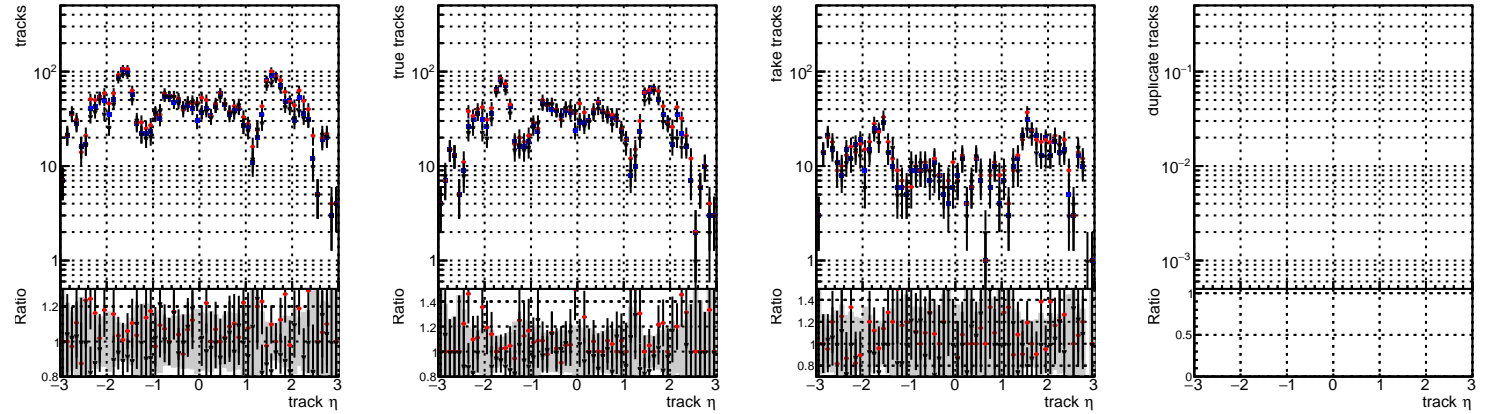 tracks
10²
10
1
Ratio
1.2
1
0.8
−3 −2 −1 0 1 2 3
track η
true tracks
10²
10
1
Ratio
1.4
1.2
1
0.8
−3 −2 −1 0 1 2 3
track η
fake tracks
10²
10
1
Ratio
1.4
1.2
1
0.8
−3 −2 −1 0 1 2 3
track η
duplicate tracks
10⁻¹
10⁻²
10⁻³
Ratio
1
0.5
0
−3 −2 −1 0 1 2 3
track η